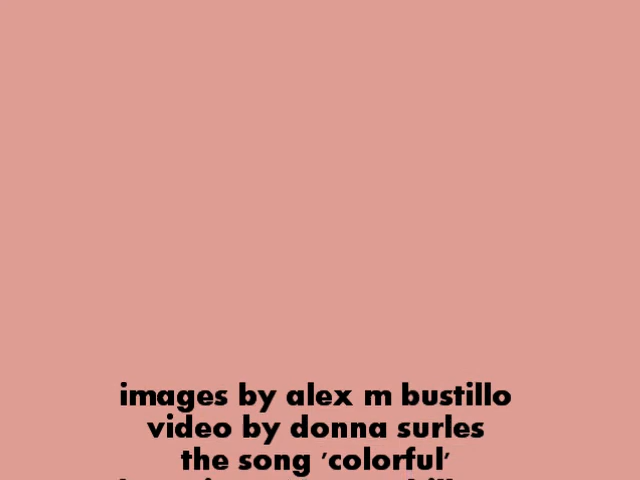 images by alex m bustillo
video by donna surles
the song 'colorful'